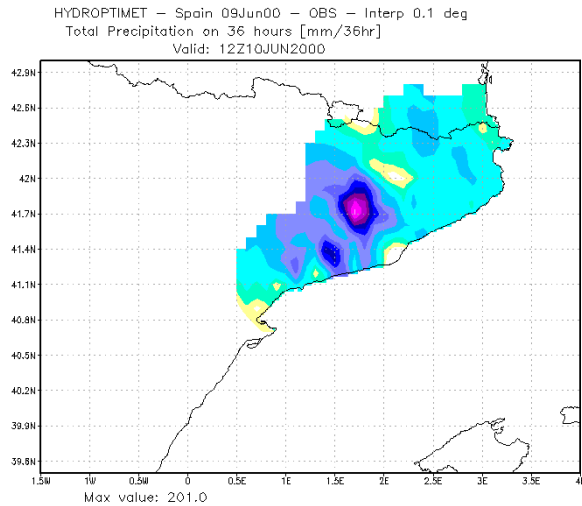 HYDROPTIMET - Spain 09Jun00 - OBS - Interp 0.1 deg
Total Precipitation on 36 hours [mm/36hr]
Valid: 12Z10JUN2000
42.9N
42.6N
42.3N
42N
41.7N
41.4N
41.1N
40.8N
40.5N
40.2N
39.9N
39.6N
1.5W 1W 0.5W 0 0.5E 1E 1.5E 2E 2.5E 3E 3.5E 4E
Max value: 201.0